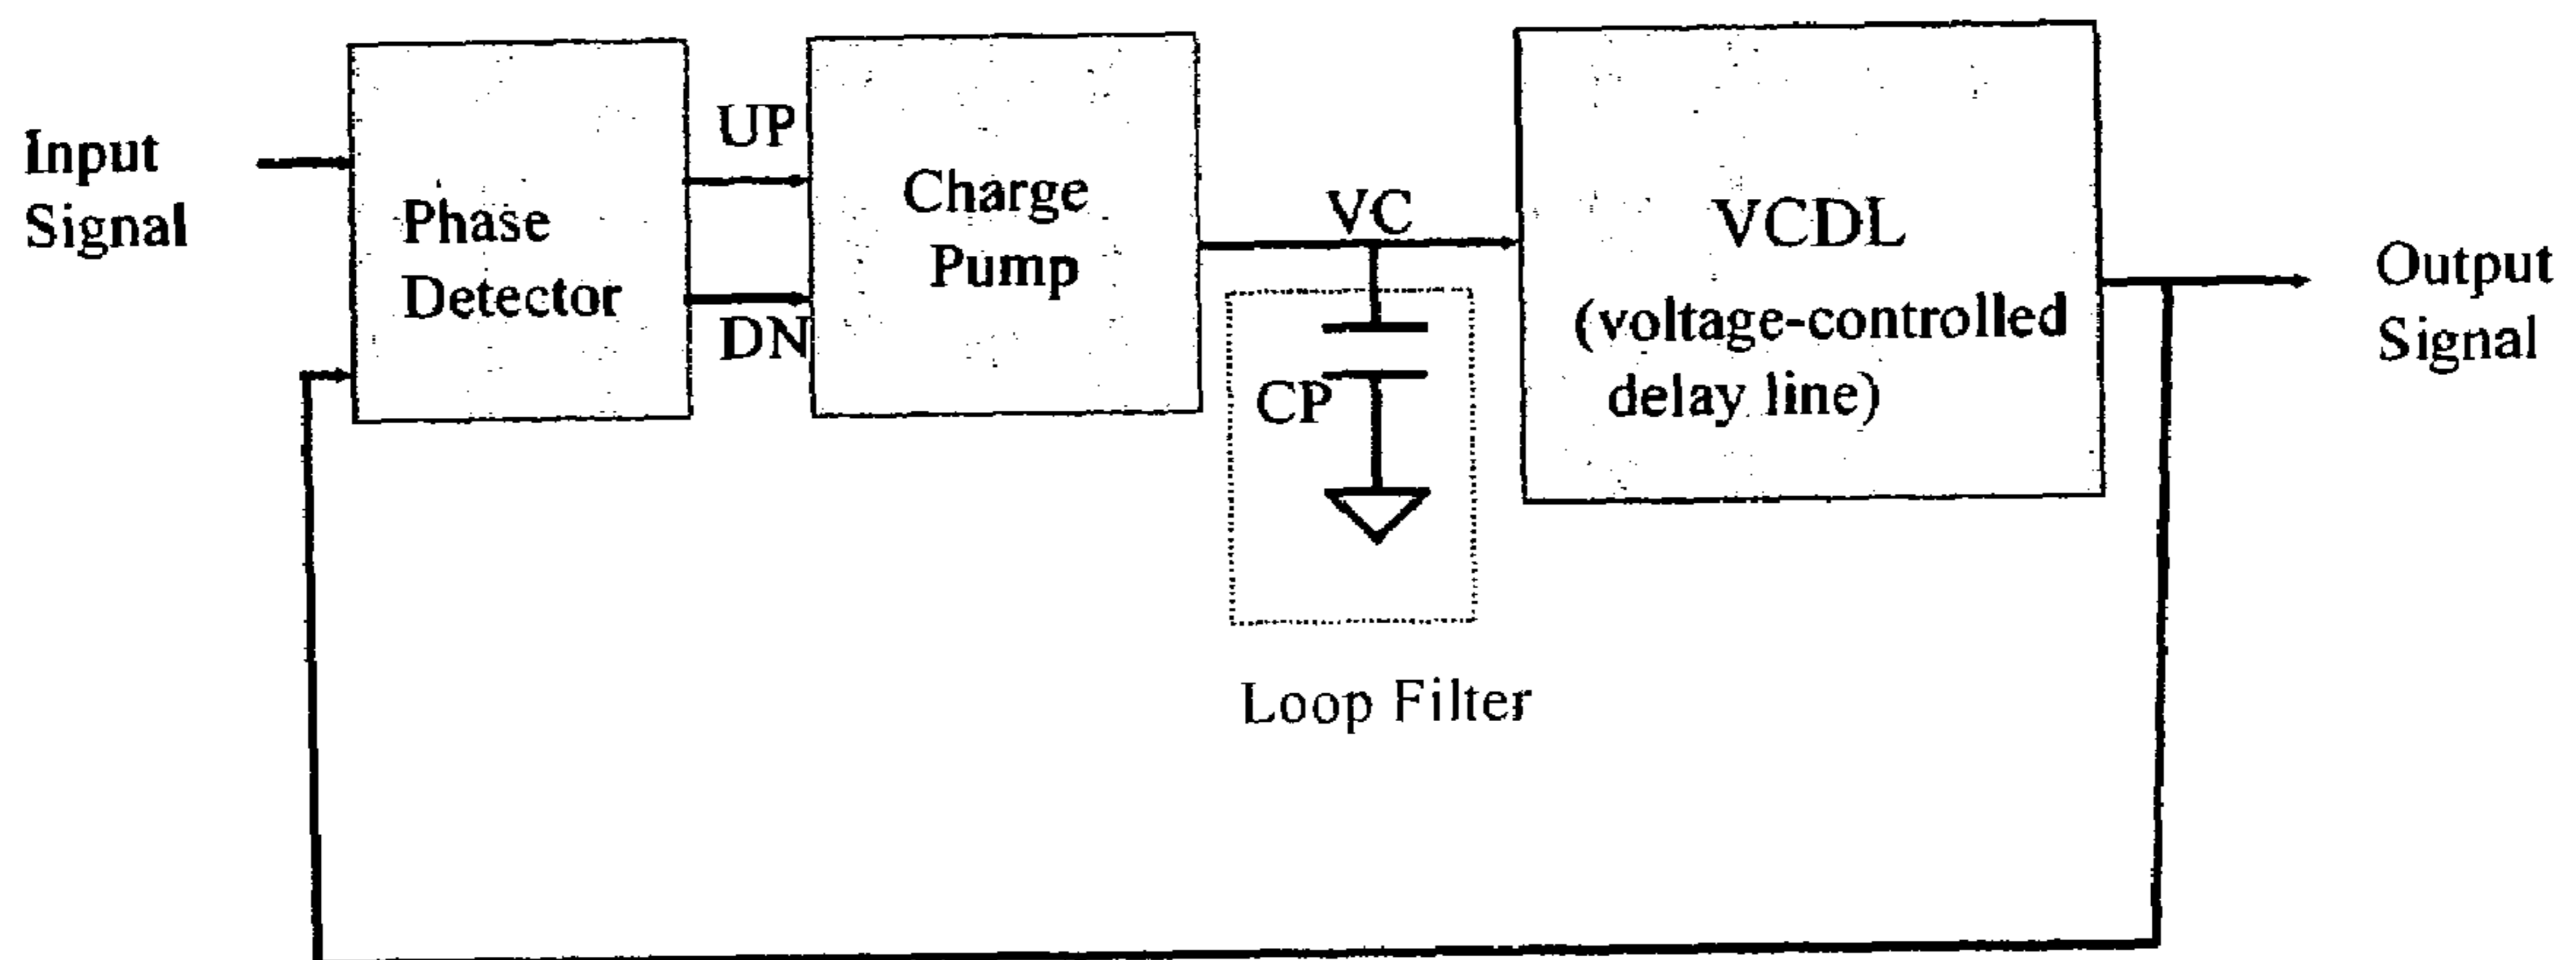 Input
Signal
Phase
Detector
UP
DN
Charge
Pump
VC
CP
Loop Filter
VCDL
(voltage-controlled
delay line)
Output
Signal